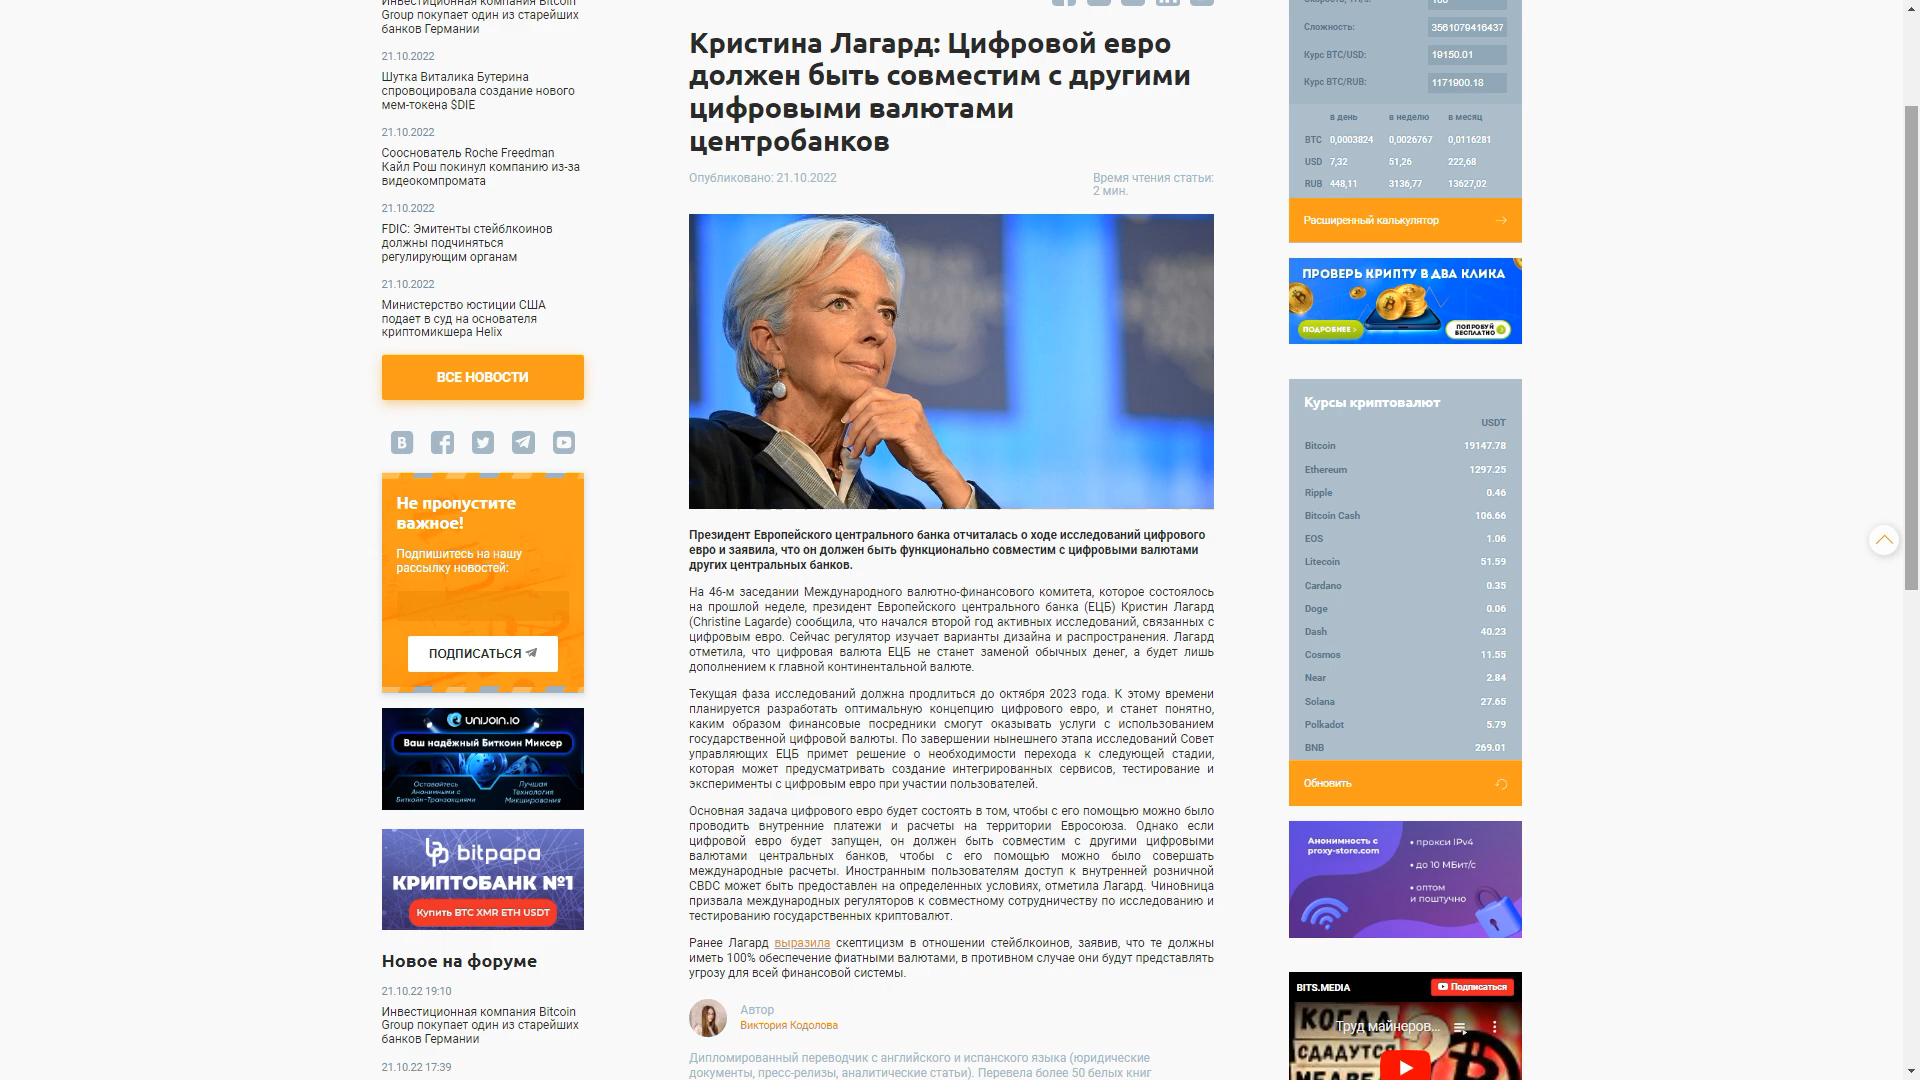 Инвестиционная компания Bitcoin
Group покупает один из старейших
банков Германии
21.10.2022
Шутка Виталика Бутерина
спровоцировала создание нового
мем-токена $DIE
21.10.2022
Сооснователь Roche Freedman
Кайл Рош покинул компанию из-за
видеокомпромата
21.10.2022
FDIC: Эмитенты стейблкоинов
должны подчиняться
регулирующим органам
21.10.2022
Министерство юстиции США
подает в суд на основателя
криптомикшера Helix
ВСЕ НОВОСТИ
Не пропустите
важное!
Подпишитесь на нашу
рассылку новостей:
ПОДПИСАТЬСЯ
UNIJOIN.IO
Ваш надёжный Биткоин Миксер
Оставайтесь
Анонимными с
Биткойн-Транзакциями
Лучшая
Технология
Микширования
bitpapa
КРИПТОБАНК №1
Купить BTC XMR ETH USDT
Новое на форуме
21.10.22 19:10
Инвестиционная компания Bitcoin
Group покупает один из старейших
банков Германии
21.10.22 17:39
Кристина Лагард: Цифровой евро
должен быть совместим с другими
цифровыми валютами
центробанков
Опубликовано: 21.10.2022
Время чтения статьи:
2 мин.
Президент Европейского центрального банка отчиталась о ходе исследований цифрового
евро и заявила, что он должен быть функционально совместим с цифровыми валютами
других центральных банков.
На 46-м заседании Международного валютно-финансового комитета, которое состоялось
на прошлой неделе, президент Европейского центрального банка (ЕЦБ) Кристин Лагард
(Christine Lagarde) сообщила, что начался второй год активных исследований, связанных с
цифровым евро. Сейчас регулятор изучает варианты дизайна и распространения. Лагард
отметила, что цифровая валюта ЕЦБ не станет заменой обычных денег, а будет лишь
дополнением к главной континентальной валюте.
Текущая фаза исследований должна продлиться до октября 2023 года. К этому времени
планируется разработать оптимальную концепцию цифрового евро, и станет понятно,
каким образом финансовые посредники смогут оказывать услуги с использованием
государственной цифровой валюты. По завершении нынешнего этапа исследований Совет
управляющих ЕЦБ примет решение о необходимости перехода к следующей стадии,
которая может предусматривать создание интегрированных сервисов, тестирование и
эксперименты с цифровым евро при участии пользователей.
Основная задача цифрового евро будет состоять в том, чтобы с его помощью можно было
проводить внутренние платежи и расчеты на территории Евросоюза. Однако если
цифровой евро будет запущен, он должен быть совместим с другими цифровыми
валютами центральных банков, чтобы с его помощью можно было совершать
международные расчеты. Иностранным пользователям доступ к внутренней розничной
CBDC может быть предоставлен на определенных условиях, отметила Лагард. Чиновница
призвала международных регуляторов к совместному сотрудничеству по исследованию и
тестированию государственных криптовалют.
Ранее Лагард выразила скептицизм в отношении стейблкоинов, заявив, что те должны
иметь 100% обеспечение фиатными валютами, в противном случае они будут представлять
угрозу для всей финансовой системы.
Автор
Виктория Кодолова
Дипломированный переводчик с английского и испанского языка (юридические
документы, пресс-релизы, аналитические статьи). Перевела более 50 белых книг
Сложность: 3561079416437
Курс BTC/USD: 19150.01
Курс BTC/RUB: 1171900.18
в день в неделю в месяц
BTC 0,0003824 0,0026767 0,0116281
USD 7,32 51,26 222,68
RUB 448,11 3136,77 13627,02
Расширенный калькулятор
ПРОВЕРЬ КРИПТУ В ДВА КЛИКА
ПОДРОБНЕЕ >
ПОПРОБУЙ
БЕСПЛАТНО
Курсы криптовалют
USDT
Bitcoin 19147.78
Ethereum 1297.25
Ripple 0.46
Bitcoin Cash 106.66
EOS 1.06
Litecoin 51.59
Cardano 0.35
Doge 0.06
Dash 40.23
Cosmos 11.55
Near 2.84
Solana 27.65
Polkadot 5.79
BNB 269.01
Обновить
Анонимность с
proxy-store.com
• прокси IPv4
• до 10 МБит/с
• оптом
и поштучно
BITS.MEDIA
Подписаться
Труд майнеров...
КОГДА
СДАДУТСЯ